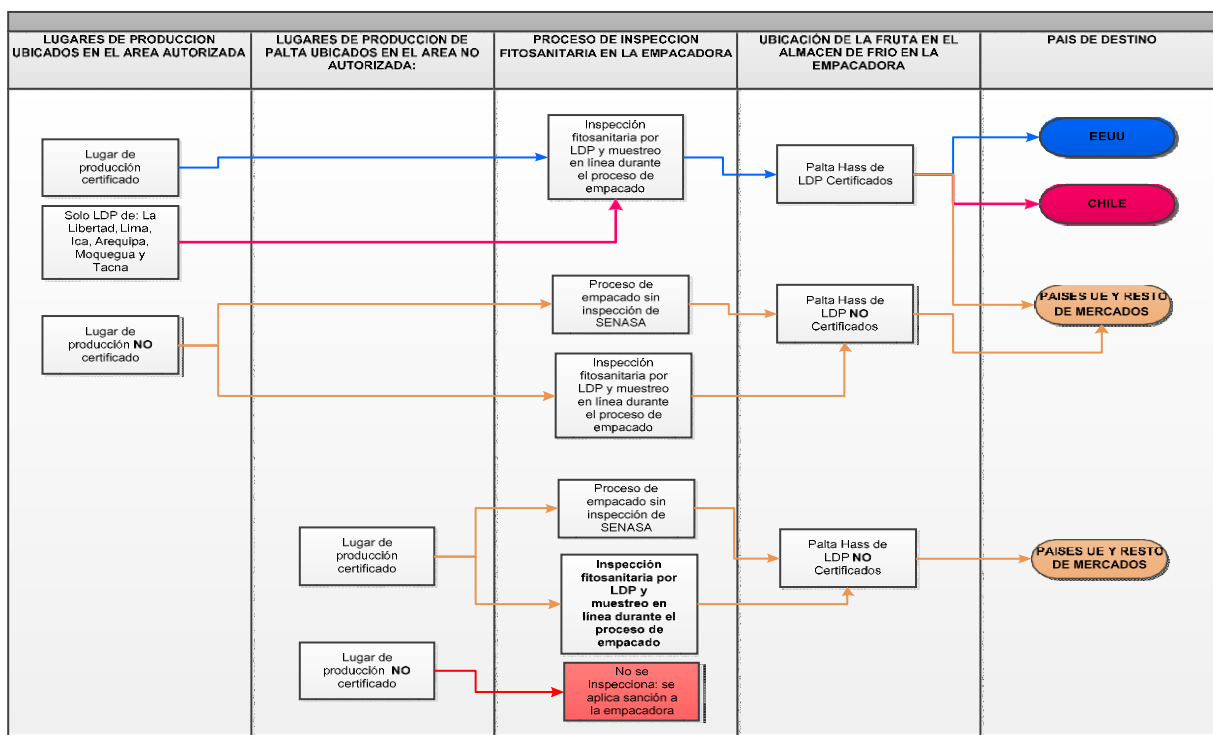 LUGARES DE PRODUCCION
UBICADOS EN EL AREA AUTORIZADA
LUGARES DE PRODUCCION DE
PALTA UBICADOS EN EL AREA NO
AUTORIZADA:
PROCESO DE INSPECCION
FITOSANITARIA EN LA EMPACADORA
UBICACIÓN DE LA FRUTA EN EL
ALMACEN DE FRIO EN LA
EMPACADORA
PAIS DE DESTINO
Lugar de
producción
certificado
Inspección
fitosanitaria por
LDP y muestreo
en línea durante
el proceso de
empacado
Palta Hass de
LDP Certificados
EEUU
CHILE
Solo LDP de: La
Libertad, Lima,
Ica, Arequipa,
Moquegua y
Tacna
Lugar de
producción NO
certificado
Proceso de
empacado sin
inspección de
SENASA
Palta Hass de
LDP NO
Certificados
PAISES UE Y RESTO
DE MERCADOS
Inspección
fitosanitaria por
LDP y muestreo
en línea durante
el proceso de
empacado
Lugar de
producción
certificado
Proceso de
empacado sin
inspección de
SENASA
Palta Hass de
LDP NO
Certificados
PAISES UE Y RESTO
DE MERCADOS
Inspección
fitosanitaria por
LDP y
muestreo en
línea durante el
proceso de
empacado
Lugar de
producción NO
certificado
No se
Inspecciona: se
aplica sanción a
la empacadora